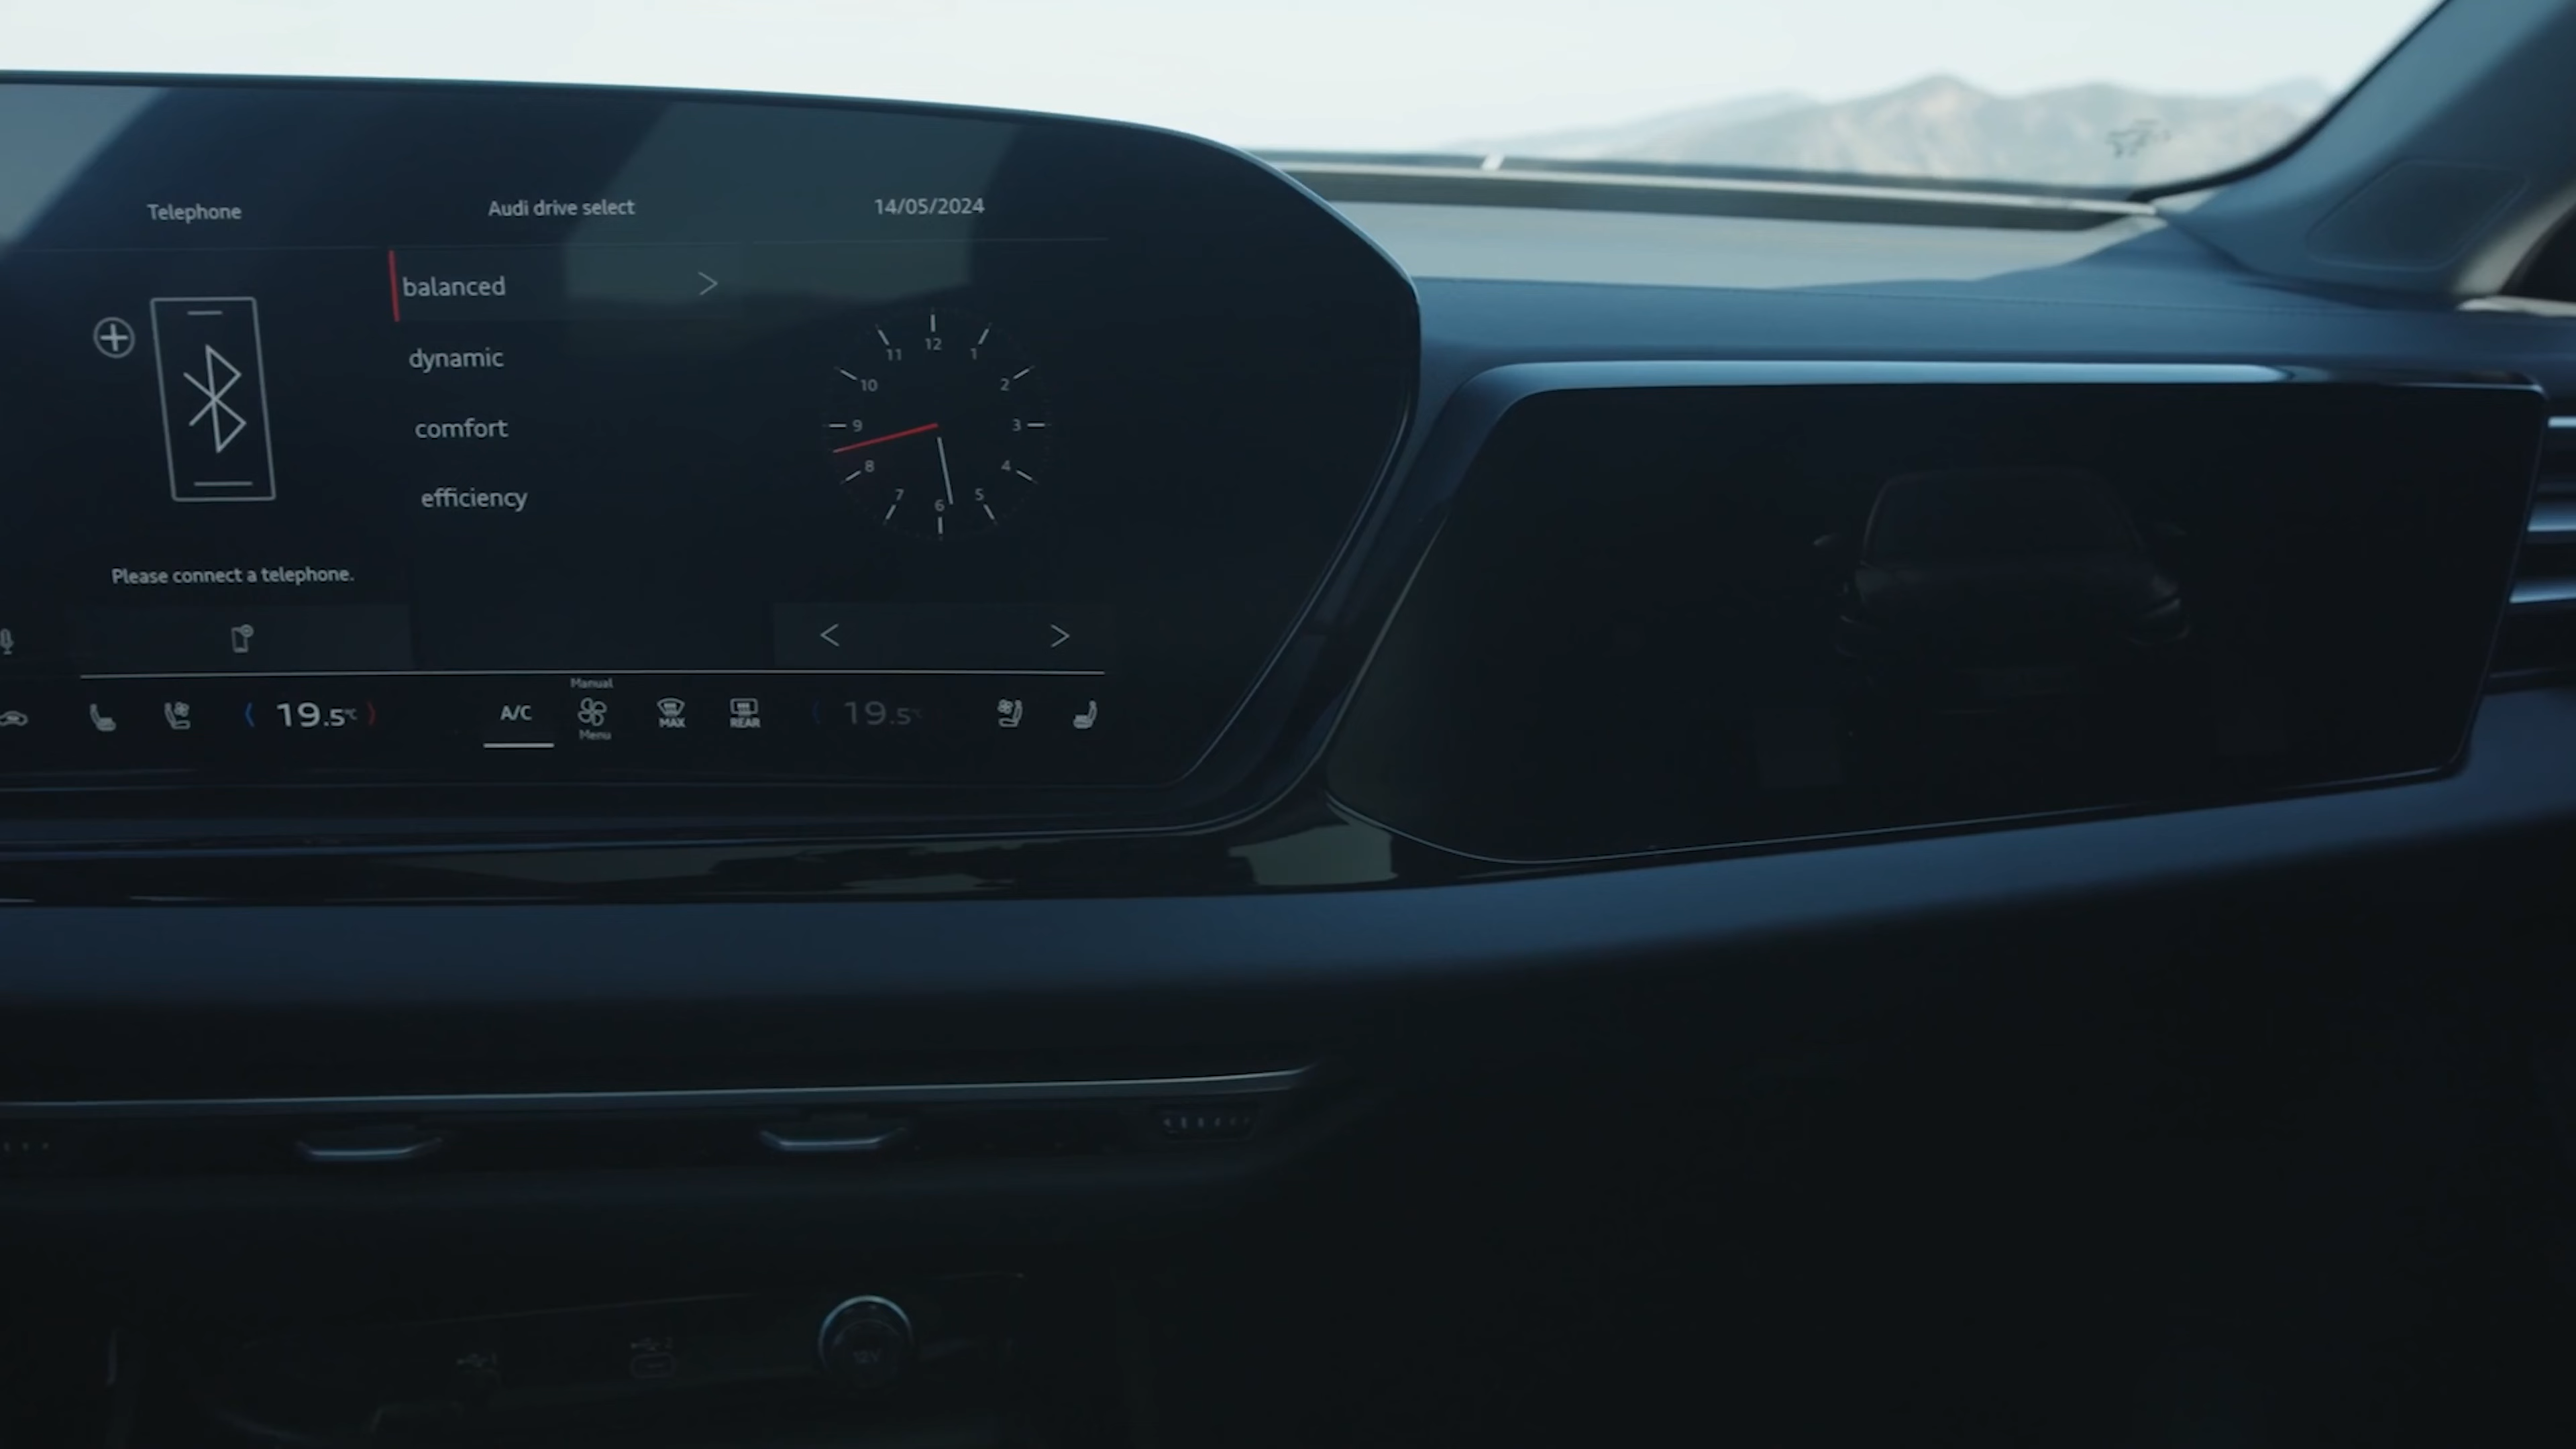 Telephone
Audi drive select
14/05/2024
balanced
dynamic
comfort
efficiency
12
1
2
3
4
5
6
7
8
9
10
11
Please connect a telephone.
Manual
19.5°C
A/C
MAX
REAR
19.5°C
Menu
12V